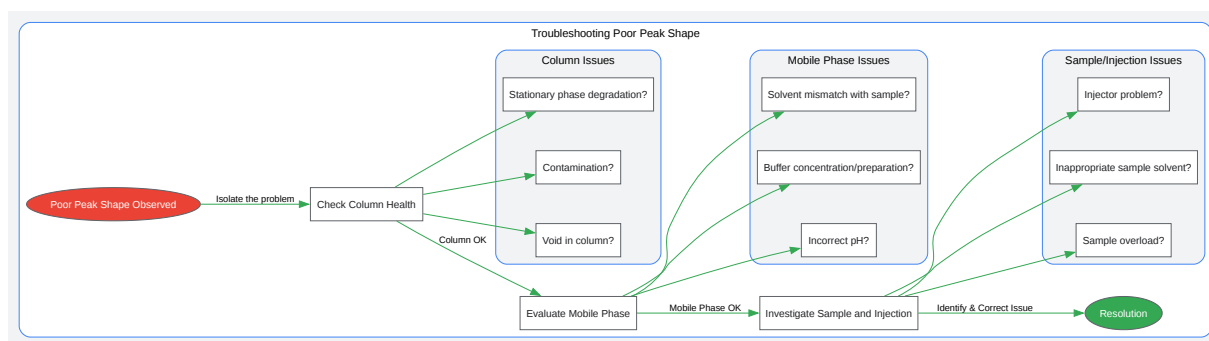 Troubleshooting Poor Peak Shape
Column Issues
Mobile Phase Issues
Sample/Injection Issues
Stationary phase degradation?
Solvent mismatch with sample?
Injector problem?
Contamination?
Buffer concentration/preparation?
Inappropriate sample solvent?
Poor Peak Shape Observed
Isolate the problem
Check Column Health
Column OK
Void in column?
Incorrect pH?
Sample overload?
Evaluate Mobile Phase
Mobile Phase OK
Investigate Sample and Injection
Identify & Correct Issue
Resolution